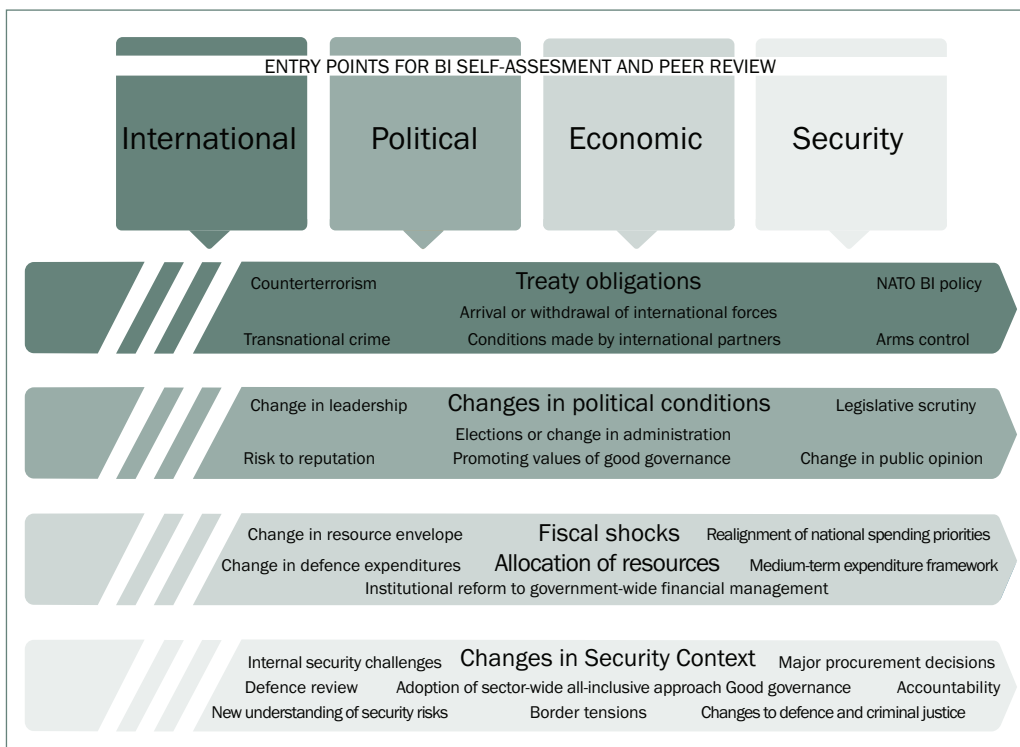 ENTRY POINTS FOR BI SELF-ASSESMENT AND PEER REVIEW
International Political Economic Security
Counterterrorism Treaty obligations NATO BI policy
Arrival or withdrawal of international forces
Transnational crime Conditions made by international partners Arms control
Change in leadership Changes in political conditions Legislative scrutiny
Elections or change in administration
Risk to reputation Promoting values of good governance Change in public opinion
Change in resource envelope Fiscal shocks Realignment of national spending priorities
Change in defence expenditures Allocation of resources Medium-term expenditure framework
Institutional reform to government-wide financial management
Internal security challenges Changes in Security Context Major procurement decisions
Defence review Adoption of sector-wide all-inclusive approach Good governance Accountability
New understanding of security risks Border tensions Changes to defence and criminal justice